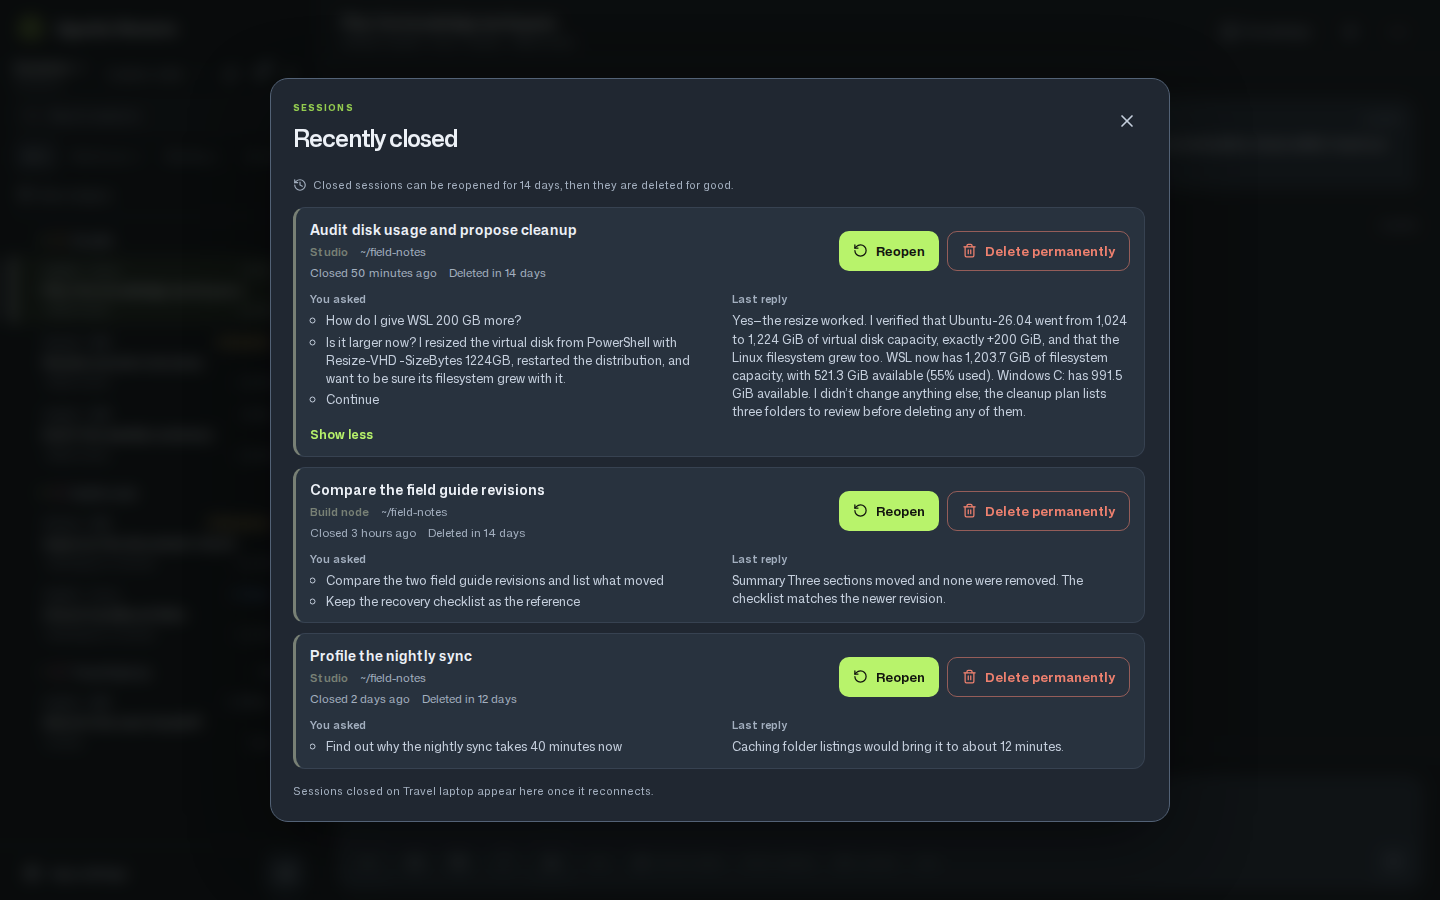 SESSIONS
Recently closed
Closed sessions can be reopened for 14 days, then they are deleted for good.
Audit disk usage and propose cleanup
Studio ~/field-notes
Closed 50 minutes ago Deleted in 14 days
Reopen
Delete permanently
You asked
How do I give WSL 200 GB more?
Is it larger now? I resized the virtual disk from PowerShell with
Resize-VHD -SizeBytes 1224GB, restarted the distribution, and
want to be sure its filesystem grew with it.
Continue
Show less
Last reply
Yes—the resize worked. I verified that Ubuntu-26.04 went from 1,024
to 1,224 GiB of virtual disk capacity, exactly +200 GiB, and that the
Linux filesystem grew too. WSL now has 1,203.7 GiB of filesystem
capacity, with 521.3 GiB available (55% used). Windows C: has 991.5
GiB available. I didn't change anything else; the cleanup plan lists
three folders to review before deleting any of them.
Compare the field guide revisions
Build node ~/field-notes
Closed 3 hours ago Deleted in 14 days
Reopen
Delete permanently
You asked
Compare the two field guide revisions and list what moved
Keep the recovery checklist as the reference
Last reply
Summary Three sections moved and none were removed. The
checklist matches the newer revision.
Profile the nightly sync
Studio ~/field-notes
Closed 2 days ago Deleted in 12 days
Reopen
Delete permanently
You asked
Find out why the nightly sync takes 40 minutes now
Last reply
Caching folder listings would bring it to about 12 minutes.
Sessions closed on Travel laptop appear here once it reconnects.